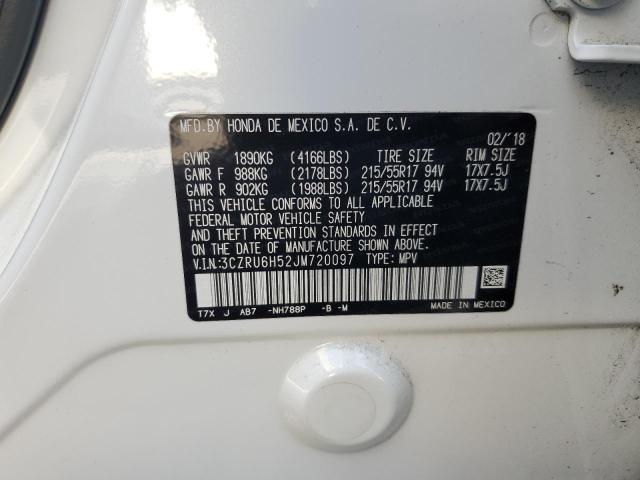 MFD.BY HONDA DE MEXICO S.A. DE C.V.
02/'18
GVWR 1890KG (4166LBS) TIRE SIZE RIM SIZE
GAWR F 988KG (2178LBS) 215/55R17 94V 17X7.5J
GAWR R 902KG (1988LBS) 215/55R17 94V 17X7.5J
THIS VEHICLE CONFORMS TO ALL APPLICABLE
FEDERAL MOTOR VEHICLE SAFETY
AND THEFT PREVENTION STANDARDS IN EFFECT
ON THE DATE OF MANUFACTURE SHOWN ABOVE.
V.I.N.:3CZRU6H52JM720097 TYPE: MPV
T7X J AB7 -NH788P -B -M MADE IN MEXICO